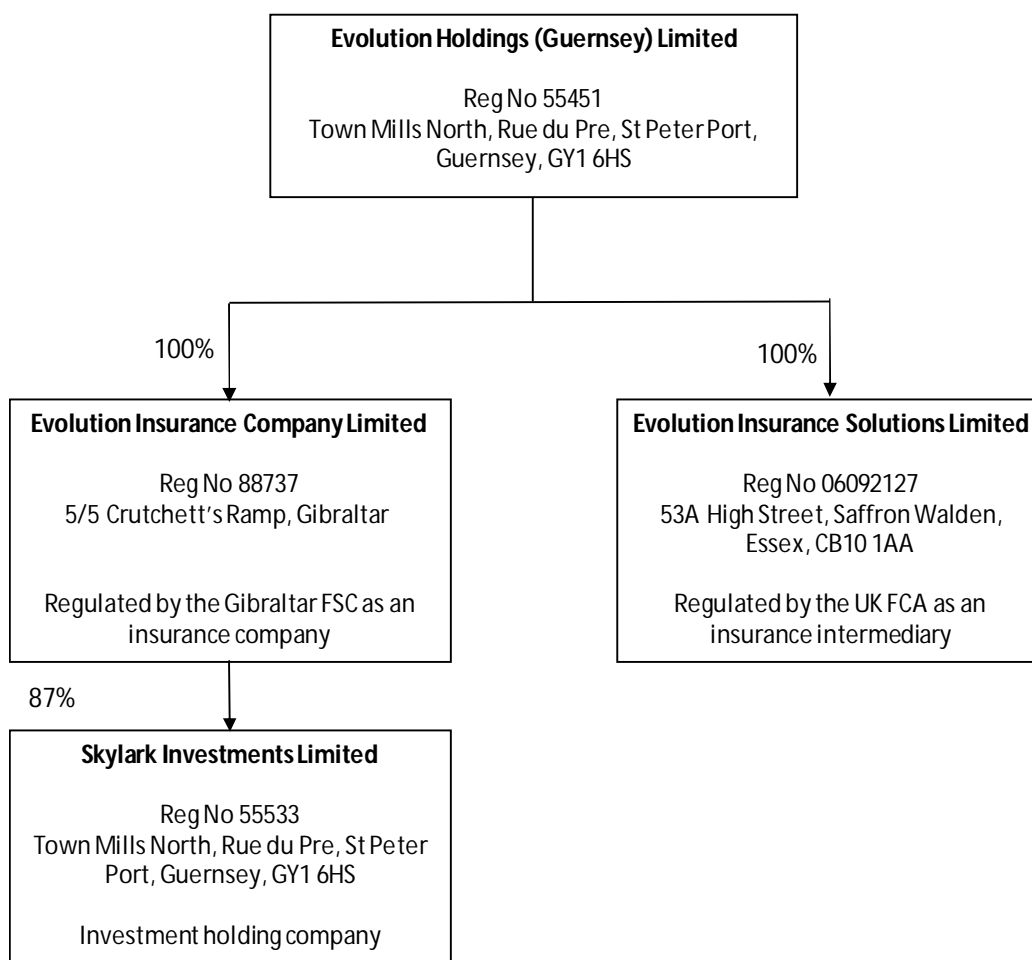 Evolution Holdings (Guernsey) Limited
Reg No 55451
Town Mills North, Rue du Pre, St Peter Port,
Guernsey, GY1 6HS
100%
100%
Evolution Insurance Company Limited
Reg No 88737
5/5 Crutchett's Ramp, Gibraltar
Regulated by the Gibraltar FSC as an
insurance company
Evolution Insurance Solutions Limited
Reg No 06092127
53A High Street, Saffron Walden,
Essex, CB10 1AA
Regulated by the UK FCA as an
insurance intermediary
87%
Skylark Investments Limited
Reg No 55533
Town Mills North, Rue du Pre, St Peter
Port, Guernsey, GY1 6HS
Investment holding company